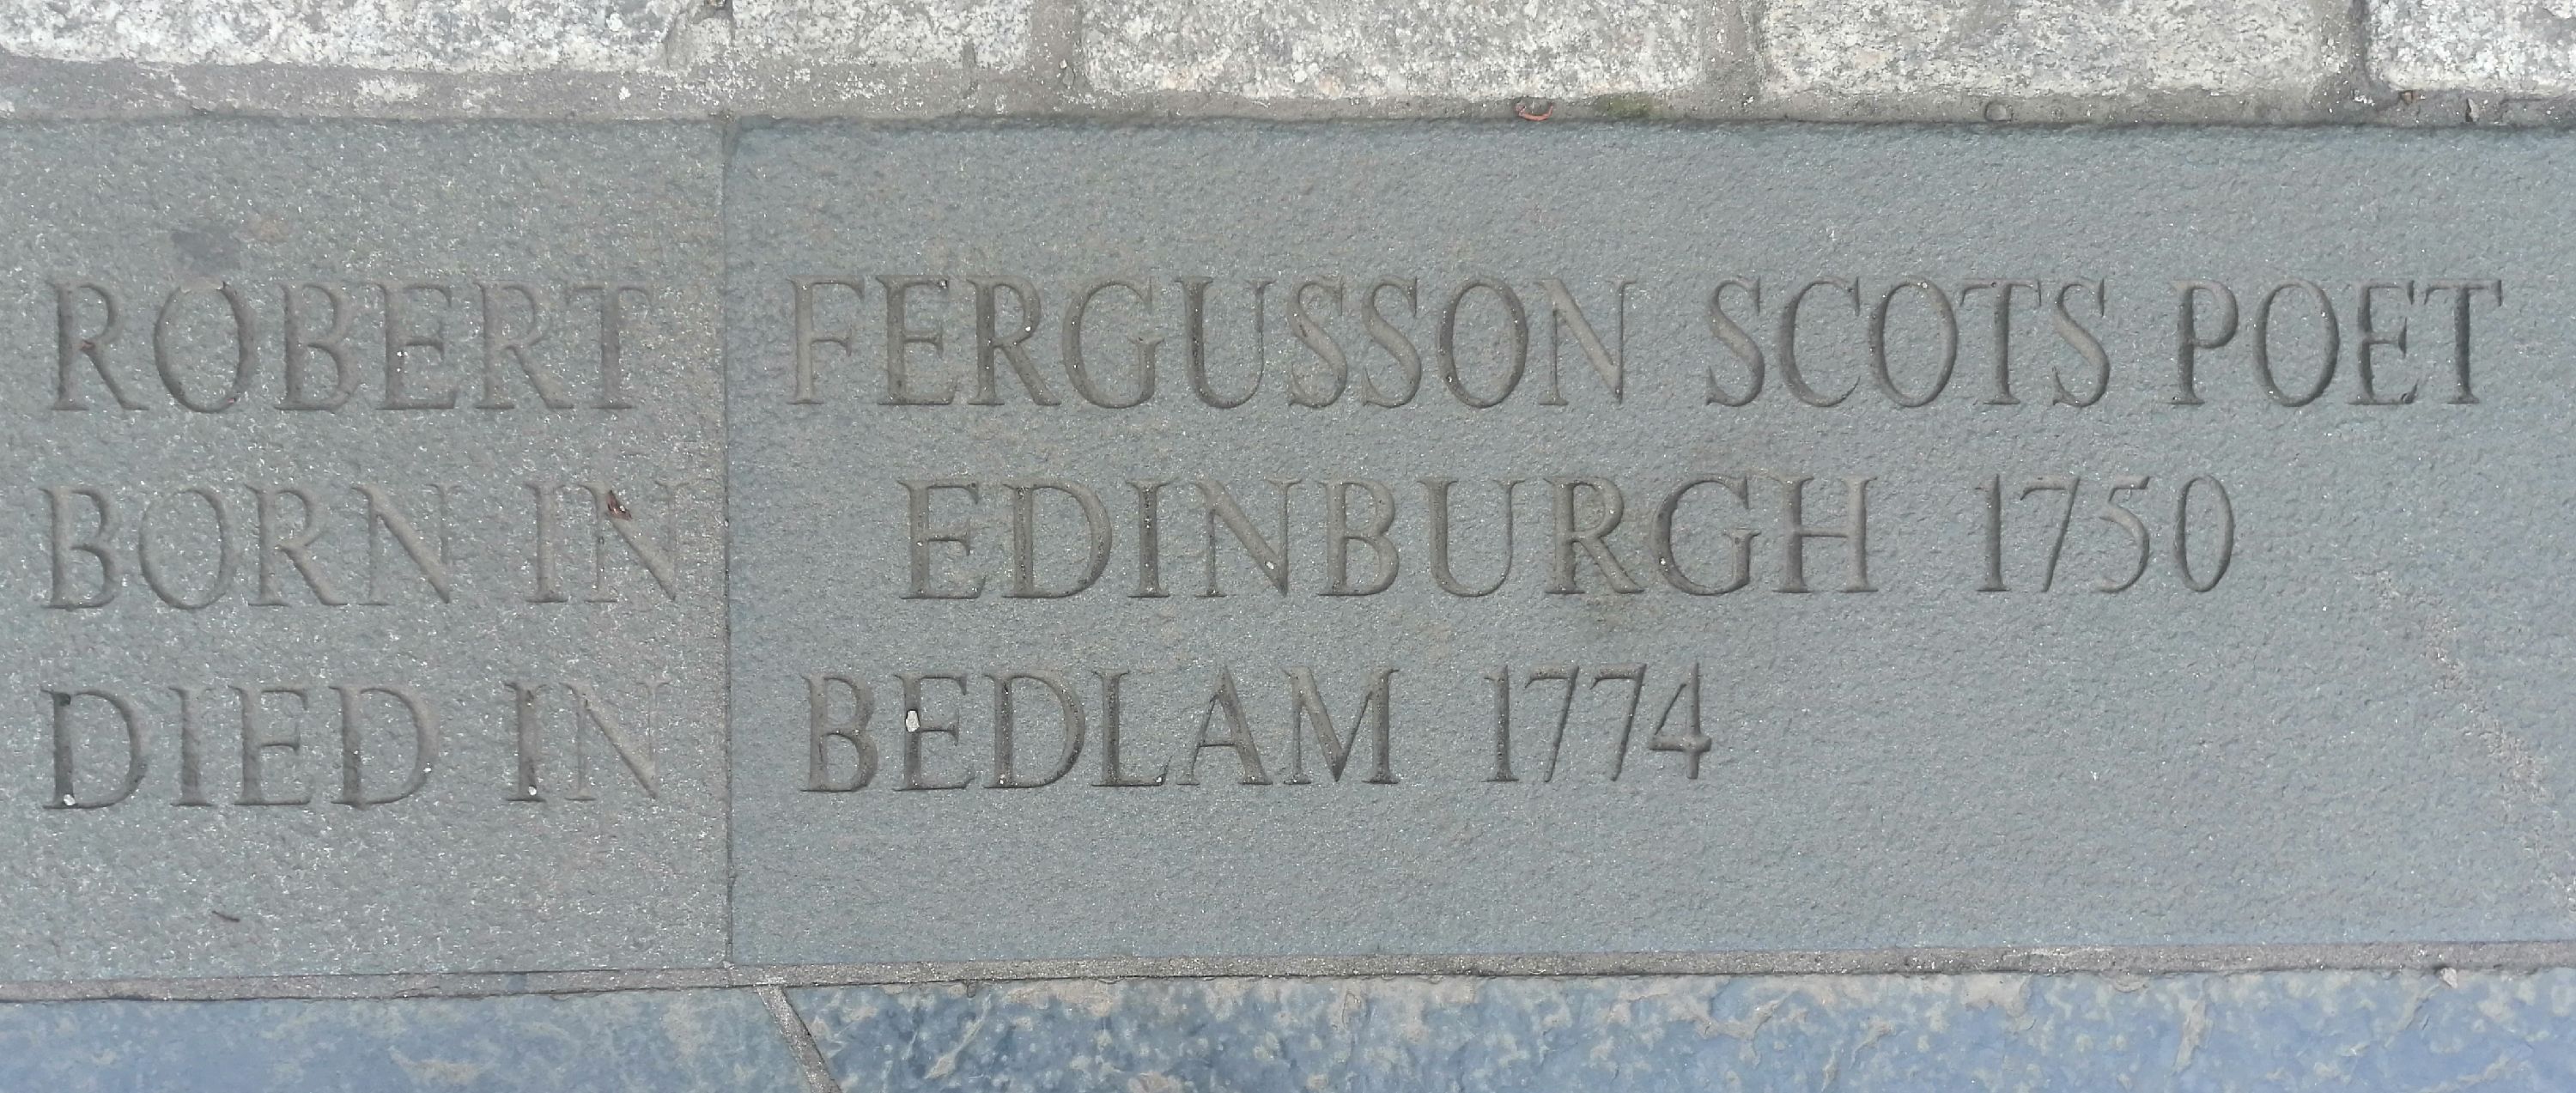 ROBERT FERGUSSON SCOTS POET
BORN IN EDINBURGH 1750
DIED IN BEDLAM 1774